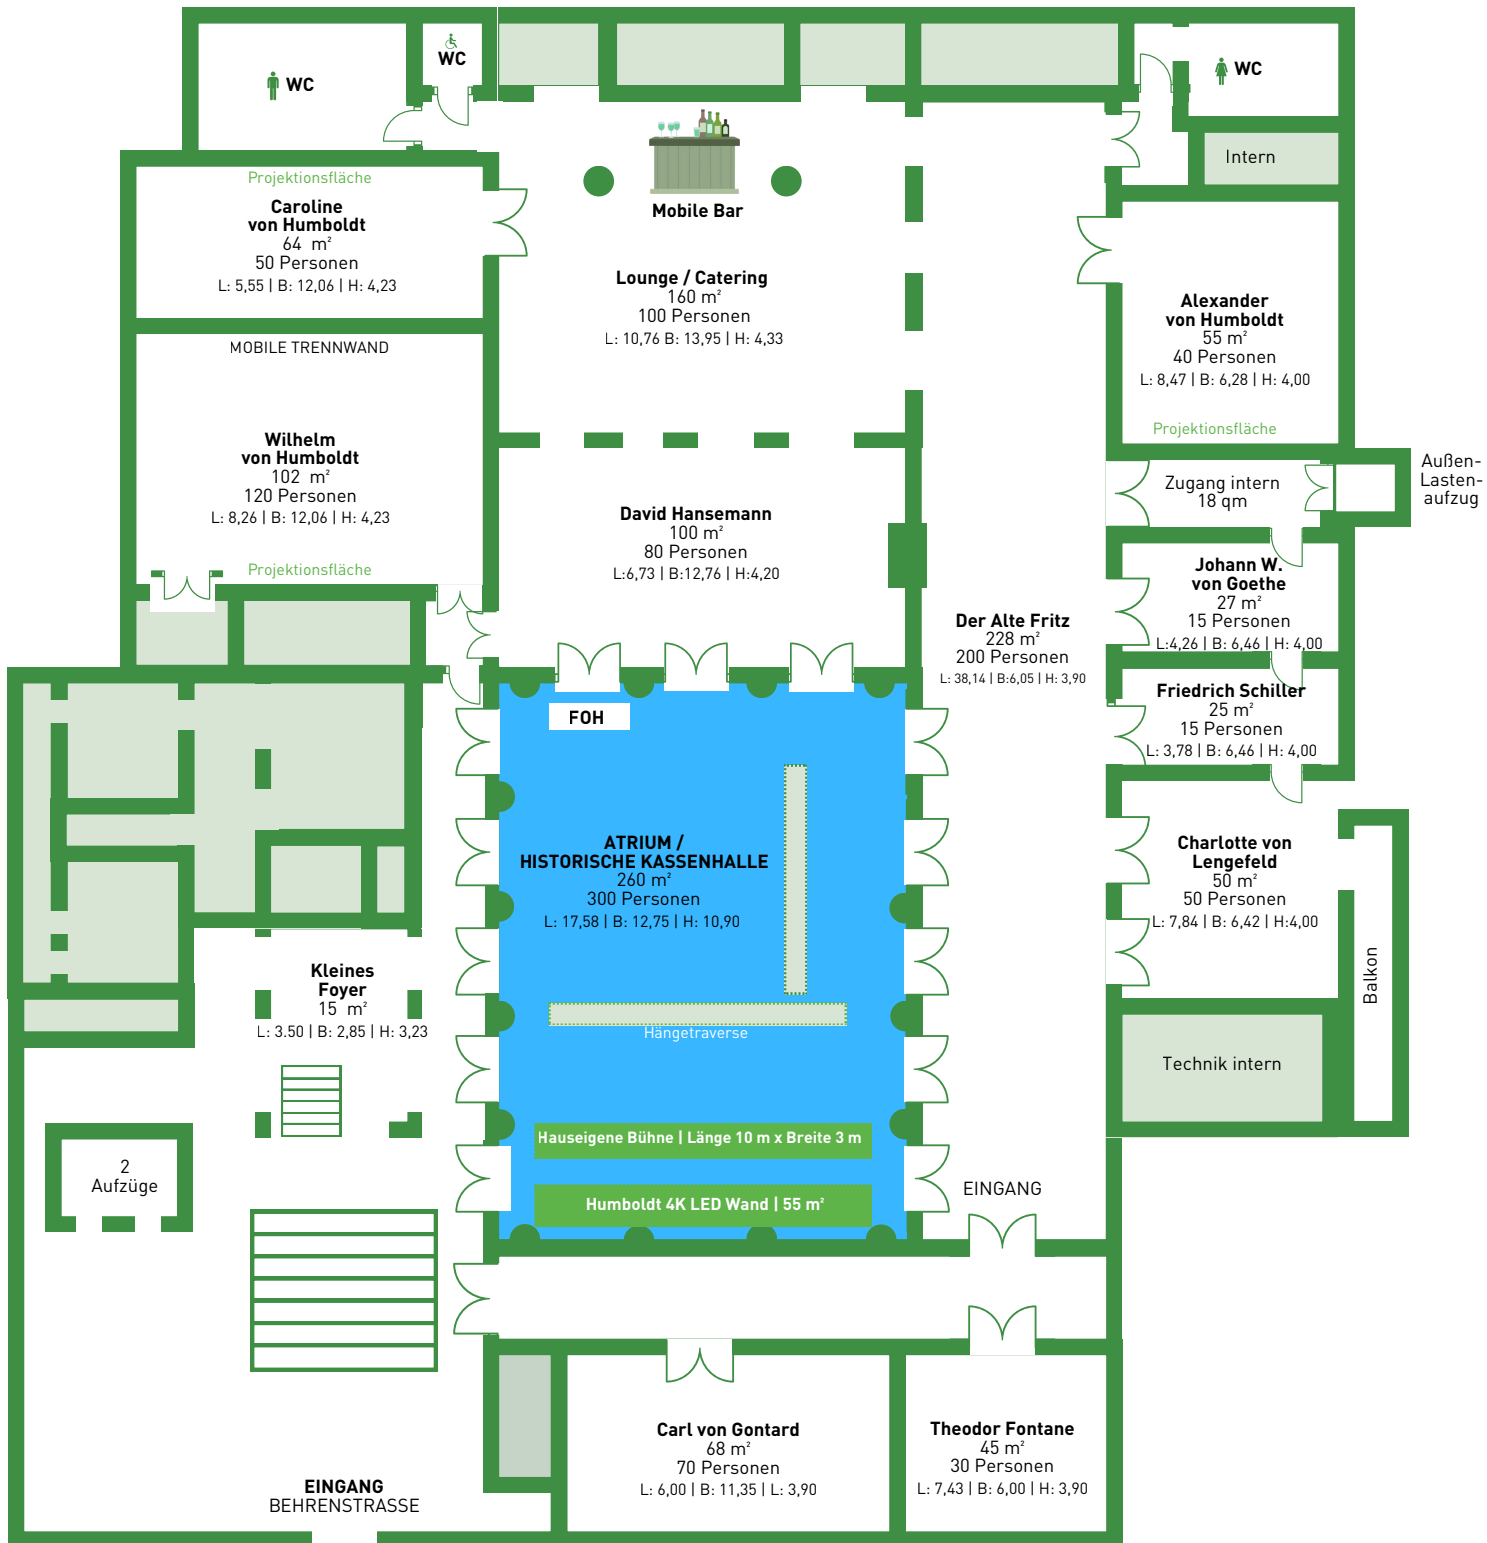 WC
WC
WC
Intern
Projektionsfläche
Caroline
von Humboldt
64 m²
50 Personen
L: 5,55 | B: 12,06 | H: 4,23
Mobile Bar
Lounge / Catering
160 m²
100 Personen
L: 10,76 B: 13,95 | H: 4,33
Alexander
von Humboldt
55 m²
40 Personen
L: 8,47 | B: 6,28 | H: 4,00
Projektionsfläche
MOBILE TRENNWAND
Wilhelm
von Humboldt
102 m²
120 Personen
L: 8,26 | B: 12,06 | H: 4,23
Projektionsfläche
David Hansemann
100 m²
80 Personen
L:6,73 | B:12,76 | H:4,20
Zugang intern
18 qm
Außen-
Lasten-
aufzug
Johann W.
von Goethe
27 m²
15 Personen
L:4,26 | B: 6,46 | H: 4,00
Der Alte Fritz
228 m²
200 Personen
L: 38,14 | B:6,05 | H: 3,90
Friedrich Schiller
25 m²
15 Personen
L: 3,78 | B: 6,46 | H: 4,00
FOH
ATRIUM /
HISTORISCHE KASSENHALLE
260 m²
300 Personen
L: 17,58 | B: 12,75 | H: 10,90
Charlotte von
Lengefeld
50 m²
50 Personen
L: 7,84 | B: 6,42 | H:4,00
Balkon
Kleines
Foyer
15 m²
L: 3.50 | B: 2,85 | H: 3,23
Hängetraverse
Technik intern
Hauseigene Bühne | Länge 10 m x Breite 3 m
2
Aufzüge
Humboldt 4K LED Wand | 55 m²
EINGANG
Carl von Gontard
68 m²
70 Personen
L: 6,00 | B: 11,35 | L: 3,90
Theodor Fontane
45 m²
30 Personen
L: 7,43 | B: 6,00 | H: 3,90
EINGANG
BEHRENSTRASSE